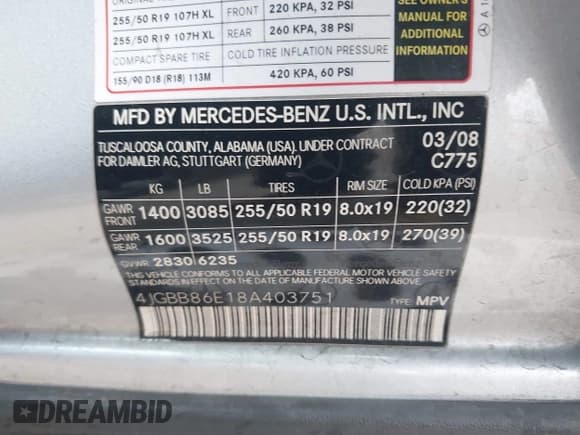 255/50 R19 107H XL FRONT 220 KPA, 32 PSI
255/50 R19 107H XL REAR 260 KPA, 38 PSI
COMPACT SPARE TIRE COLD TIRE INFLATION PRESSURE
155/90 D18 (R18) 113M 420 KPA, 60 PSI
SEE OWNER'S
MANUAL FOR
ADDITIONAL
INFORMATION
MFD BY MERCEDES-BENZ U.S. INTL., INC
TUSCALOOSA COUNTY, ALABAMA (USA). UNDER CONTRACT 03/08
FOR DAIMLER AG, STUTTGART (GERMANY) C775
KG LB TIRES RIM SIZE COLD KPA (PSI)
GAWR FRONT 1400 3085 255/50 R19 8.0x19 220(32)
GAWR REAR 1600 3525 255/50 R19 8.0x19 270(39)
GVWR 2830 6235
THIS VEHICLE CONFORMS TO ALL APPLICABLE FEDERAL MOTOR VEHICLE SAFETY
STANDARDS IN EFFECT ON THE DATE OF MANUFACTURE SHOWN ABOVE.
4JGBB86E18A403751 TYPE: MPV
DREAMBID